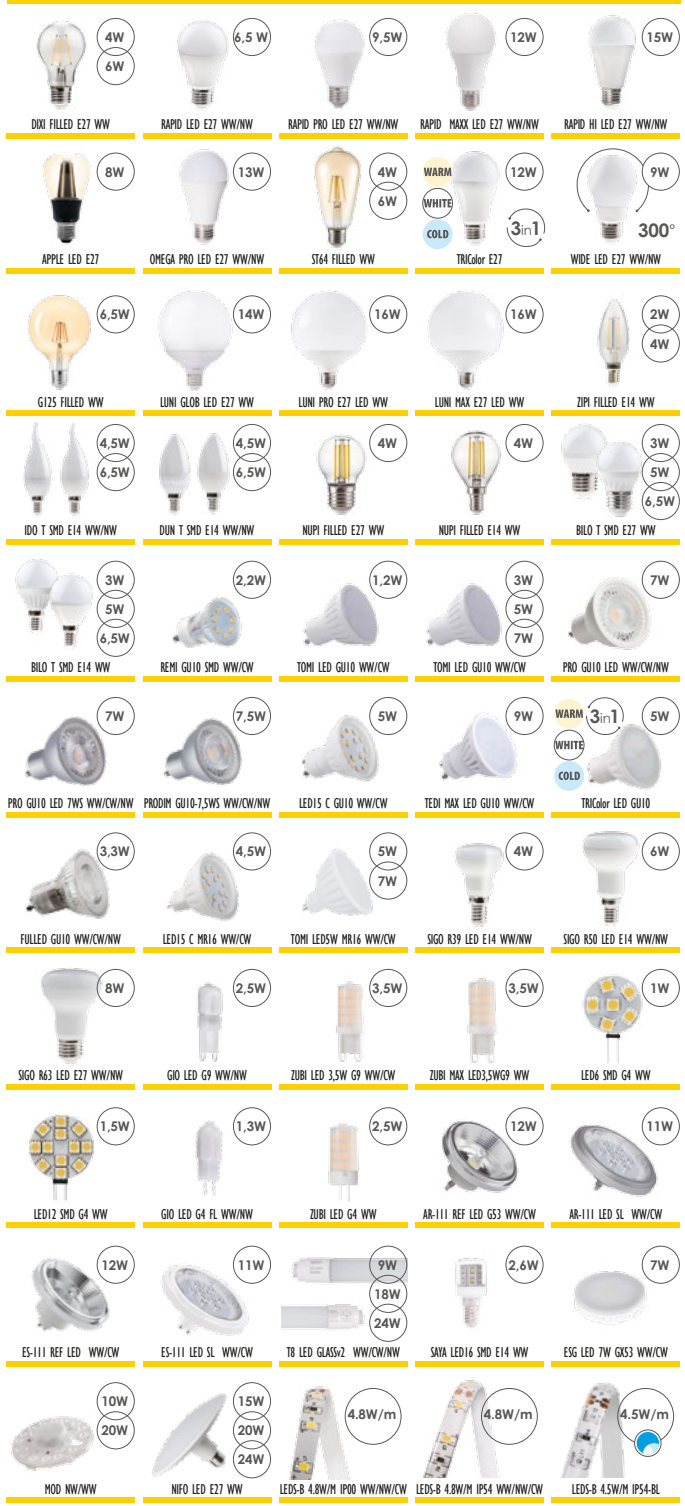 4W
6W
DIXI FILLED E27 WW
6,5 W
RAPID LED E27 WW/NW
9,5W
RAPID PRO LED E27 WW/NW
12W
RAPID MAXX LED E27 WW/NW
15W
RAPID HI LED E27 WW/NW
8W
APPLE LED E27
13W
OMEGA PRO LED E27 WW/NW
4W
6W
ST64 FILLED WW
WARM
WHITE
COLD
12W
3in1
TRIColor E27
9W
300°
WIDE LED E27 WW/NW
6,5W
G125 FILLED WW
14W
LUNI GLOB LED E27 WW
16W
LUNI PRO E27 LED WW
16W
LUNI MAX E27 LED WW
2W
4W
ZIPI FILLED E14 WW
4,5W
6,5W
IDO T SMD E14 WW/NW
4,5W
6,5W
DUN T SMD E14 WW/NW
4W
NUPI FILLED E27 WW
4W
NUPI FILLED E14 WW
3W
5W
6,5W
BILO T SMD E27 WW
3W
5W
6,5W
BILO T SMD E14 WW
2,2W
REMI GU10 SMD WW/CW
1,2W
TOMI LED GU10 WW/CW
3W
5W
7W
TOMI LED GU10 WW/CW
7W
PRO GU10 LED WW/CW/NW
7W
PRO GU10 LED 7WS WW/CW/NW
7,5W
PRODIM GU10-7,5WS WW/CW/NW
5W
LED15 C GU10 WW/CW
9W
TEDI MAX LED GU10 WW/CW
WARM
WHITE
COLD
3in1
5W
TRIColor LED GU10
3,3W
FULLED GU10 WW/CW/NW
4,5W
LED15 C MR16 WW/CW
5W
7W
TOMI LED5W MR16 WW/CW
4W
SIGO R39 LED E14 WW/NW
6W
SIGO R50 LED E14 WW/NW
8W
SIGO R63 LED E27 WW/NW
2,5W
GIO LED G9 WW/NW
3,5W
ZUBI LED 3,5W G9 WW/CW
3,5W
ZUBI MAX LED3,5WG9 WW
1W
LED6 SMD G4 WW
1,5W
LED12 SMD G4 WW
1,3W
GIO LED G4 FL WW/NW
2,5W
ZUBI LED G4 WW
12W
AR-111 REF LED G53 WW/CW
11W
AR-111 LED SL WW/CW
12W
ES-111 REF LED WW/CW
11W
ES-111 LED SL WW/CW
9W
18W
24W
T8 LED GLASSv2 WW/CW/NW
2,6W
SAYA LED16 SMD E14 WW
7W
ESG LED 7W GX53 WW/CW
10W
20W
MOD NW/WW
15W
20W
24W
NIFO LED E27 WW
4.8W/m
LEDS-B 4.8W/M IP00 WW/NW/CW
4.8W/m
LEDS-B 4.8W/M IP54 WW/NW/CW
4.5W/m
LEDS-B 4.5W/M IP54-BL